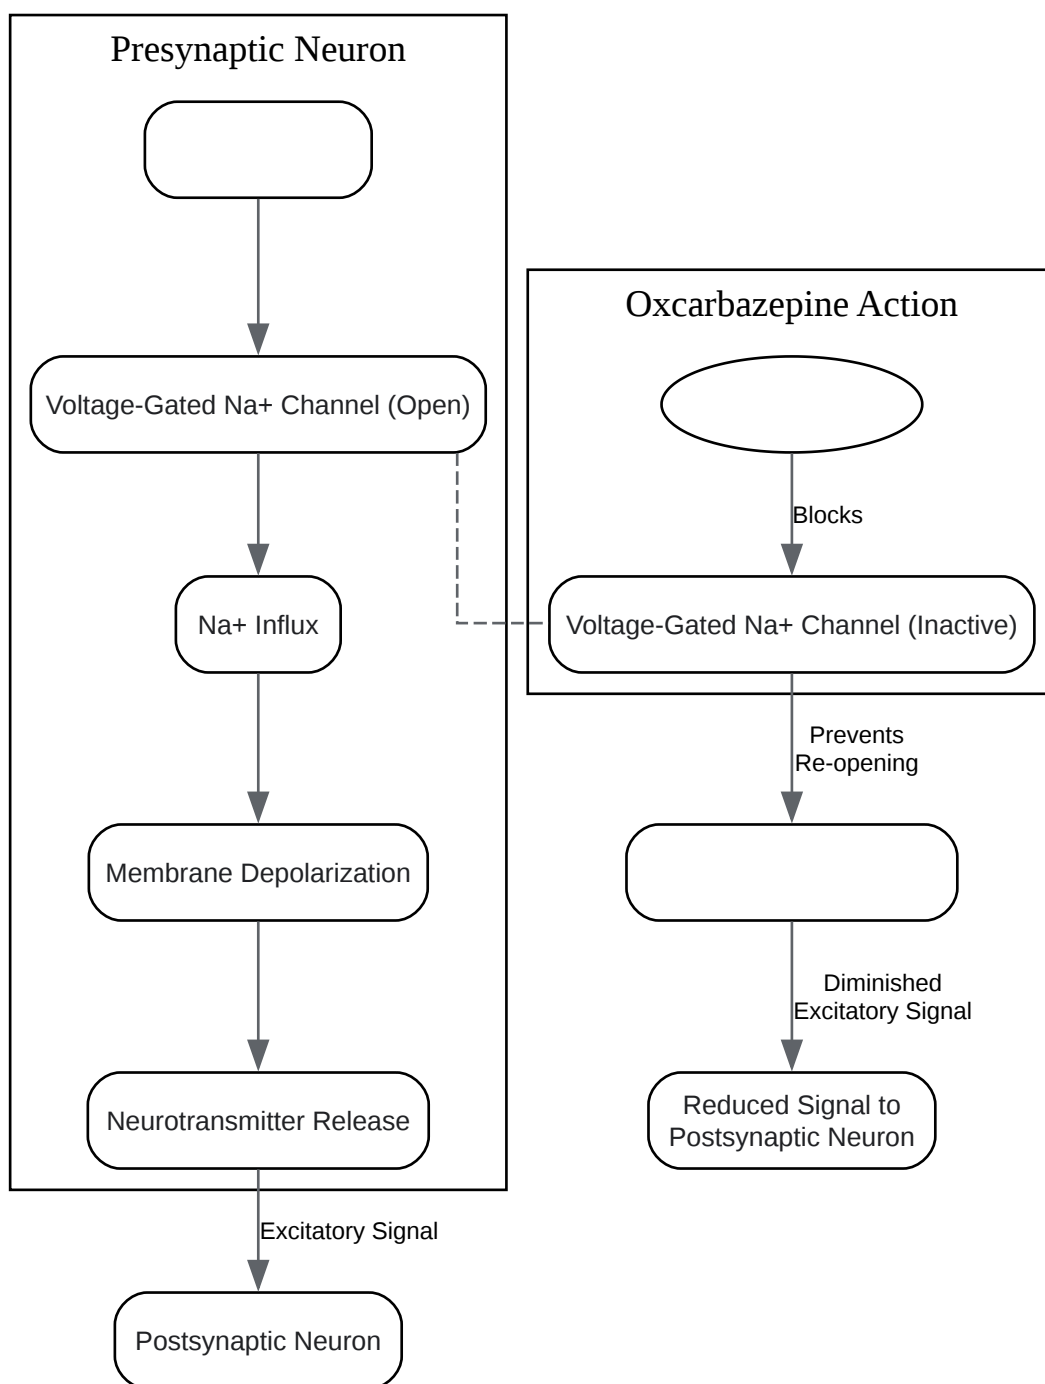 Presynaptic Neuron
Voltage-Gated Na+ Channel (Open)
Na+ Influx
Membrane Depolarization
Neurotransmitter Release
Excitatory Signal
Postsynaptic Neuron
Oxcarbazepine Action
Blocks
Voltage-Gated Na+ Channel (Inactive)
Prevents
Re-opening
Diminished
Excitatory Signal
Reduced Signal to
Postsynaptic Neuron